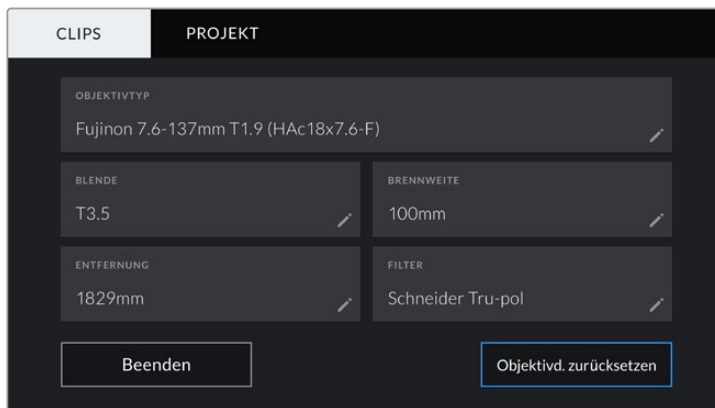 CLIPS PROJEKT
OBJEKTIVTYP
Fujinon 7.6-137mm T1.9 (HAc18x7.6-F)
BLENDE BRENNWEITE
T3.5 100mm
ENTFERNUNG FILTER
1829mm Schneider Tru-pol
Beenden Objektivd. zurücksetzen